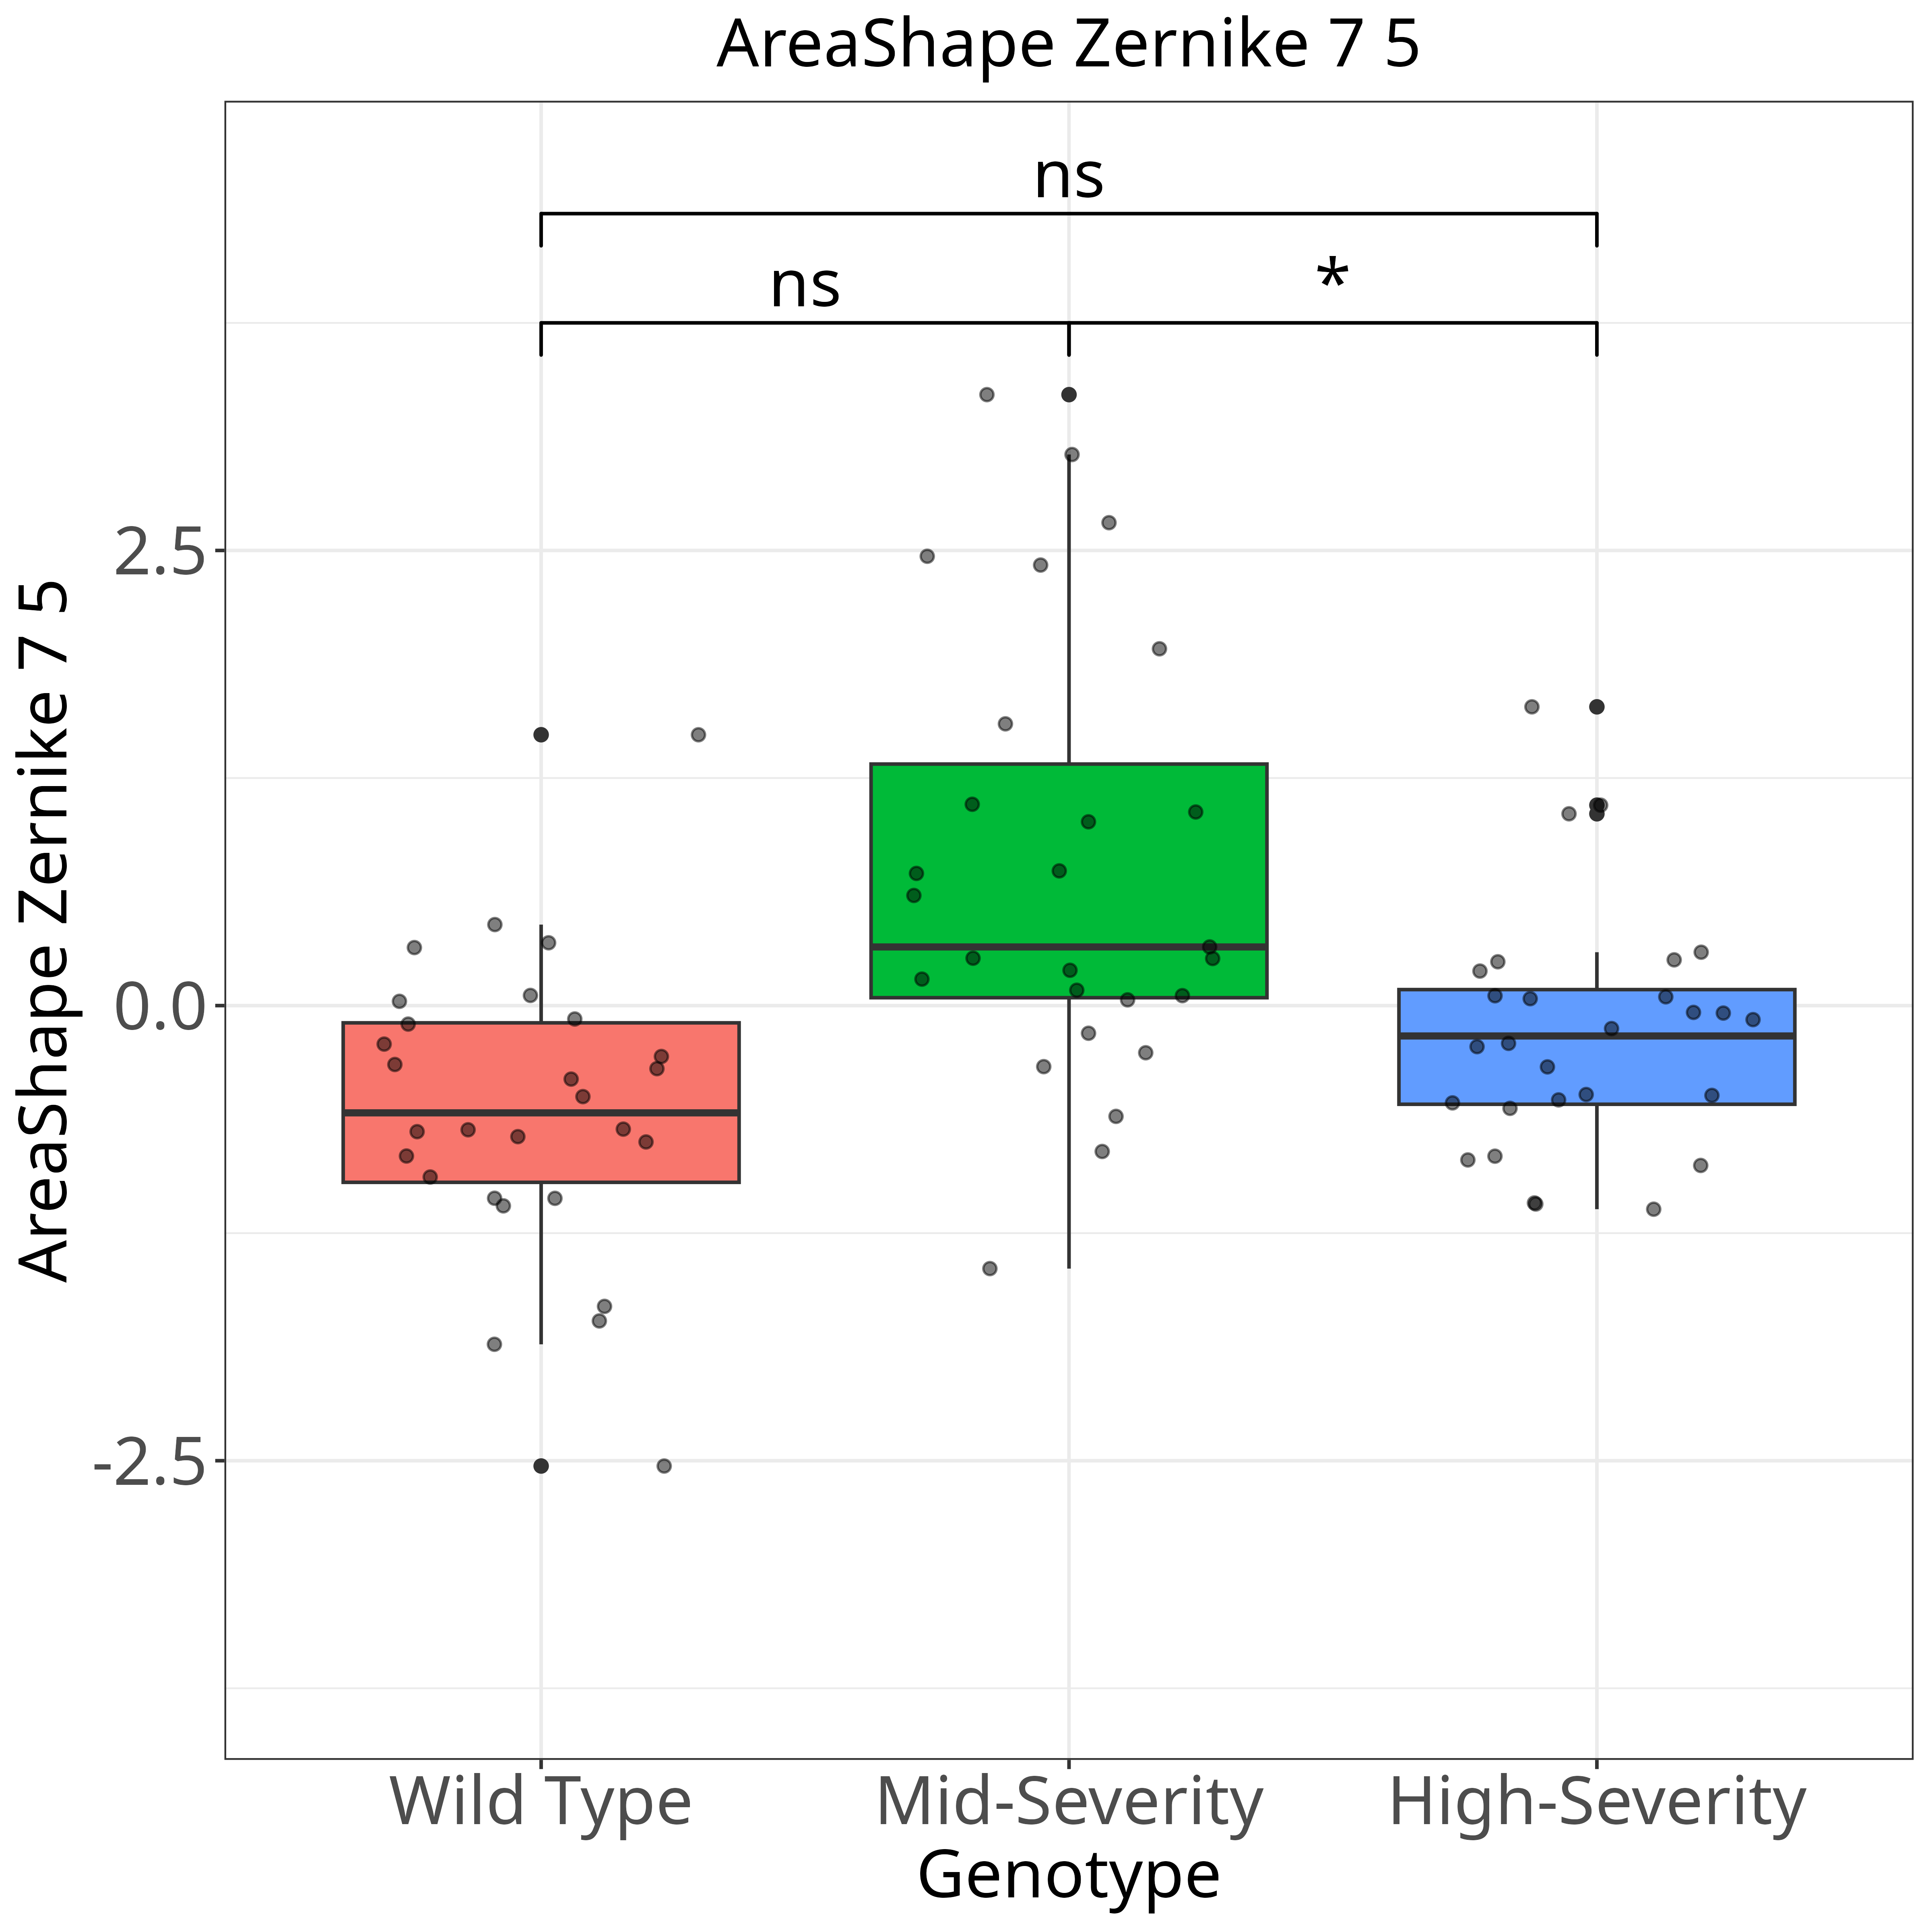 AreaShape Zernike 7 5
ns
ns
*
AreaShape Zernike 7 5
2.5
0.0
-2.5
Wild Type
Mid-Severity
High-Severity
Genotype